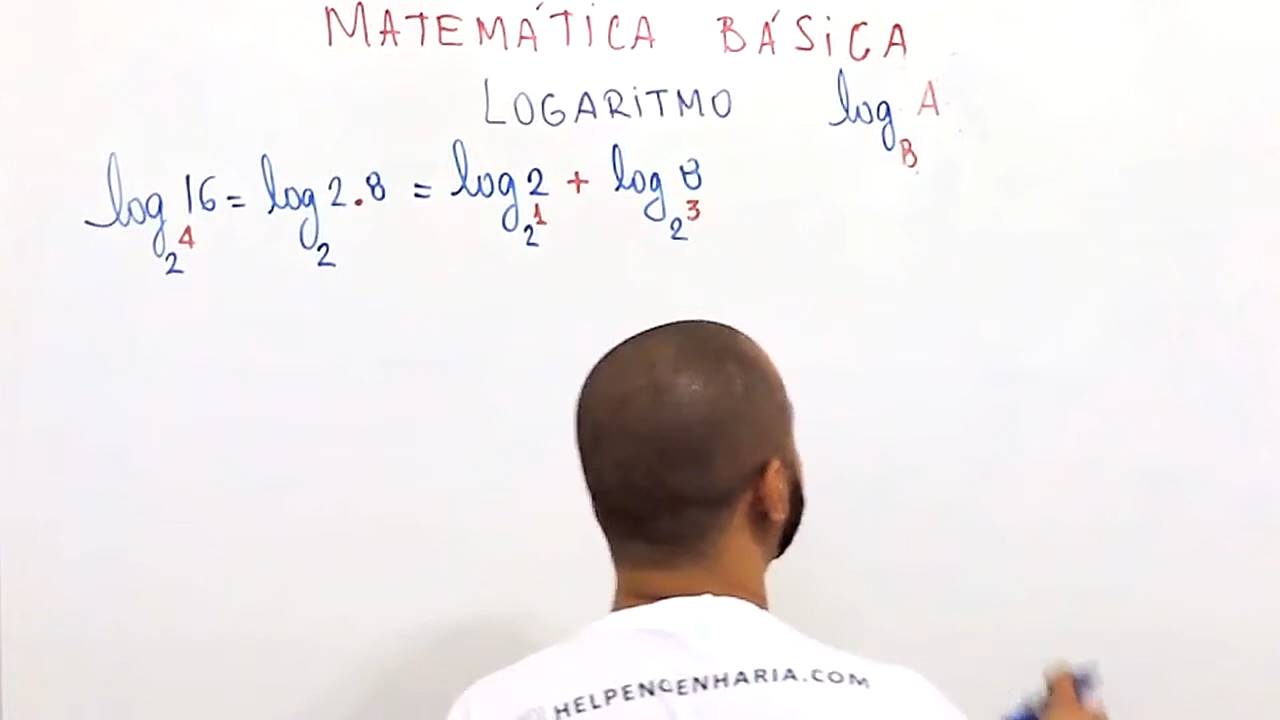 MATEMÁTICA BÁSICA
LOGARITMO log_B A
log_2^4 16 = log_2 2.8 = log_2^1 2 + log_2^3 8
HELPENGENHARIA.COM